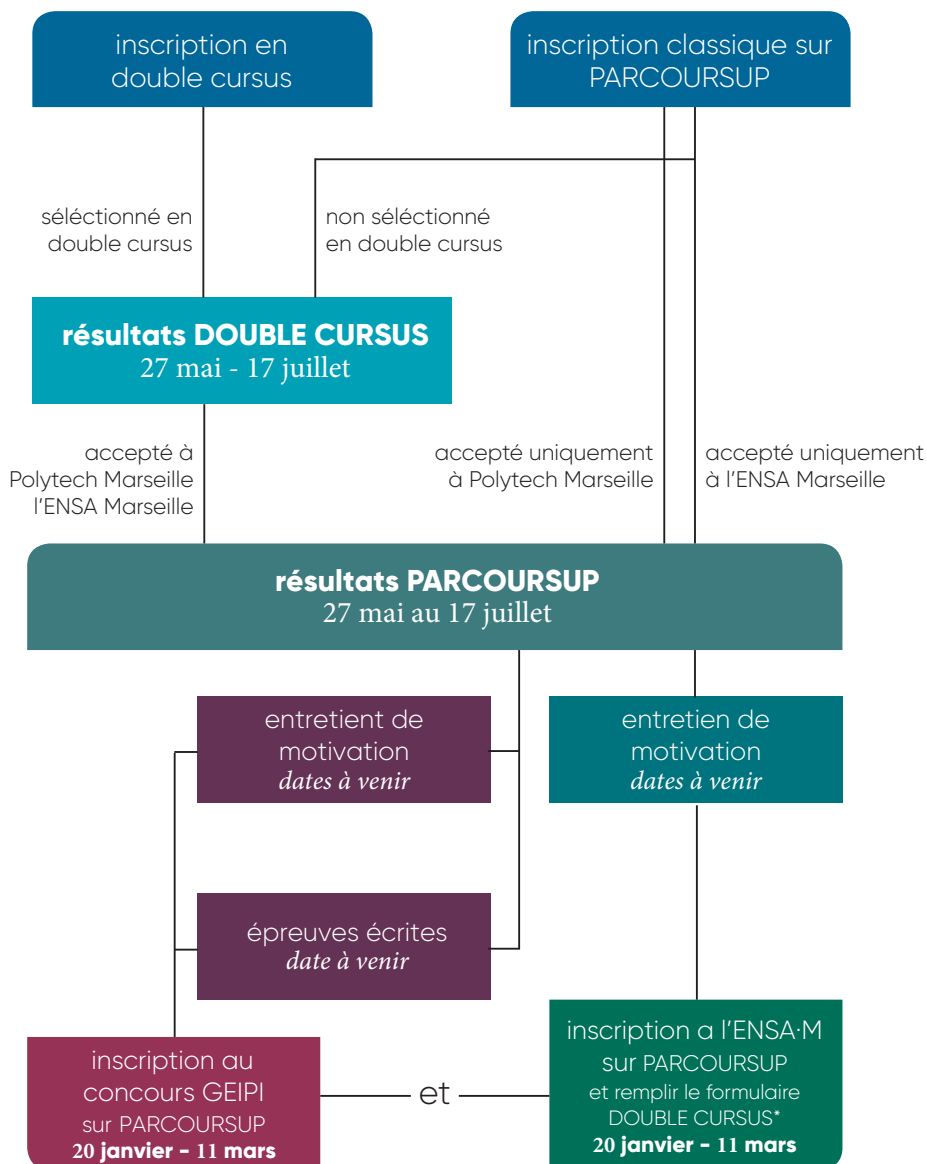 inscription en
double cursus
inscription classique sur
PARCOURSUP
séléctionné en
double cursus
non séléctionné
en double cursus
résultats DOUBLE CURSUS
27 mai - 17 juillet
accepté à
Polytech Marseille
l'ENSA Marseille
accepté uniquement
à Polytech Marseille
accepté uniquement
à l'ENSA Marseille
résultats PARCOURSUP
27 mai au 17 juillet
entretient de
motivation
dates à venir
entretien de
motivation
dates à venir
épreuves écrites
date à venir
inscription au
concours GEIPI
sur PARCOURSUP
20 janvier - 11 mars
et
inscription a l'ENSA·M
sur PARCOURSUP
et remplir le formulaire
DOUBLE CURSUS*
20 janvier - 11 mars